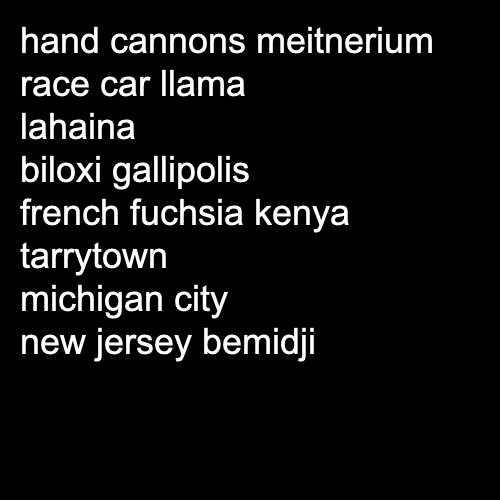 hand cannons meitnerium
race car llama
lahaina
biloxi gallipolis
french fuchsia kenya
tarrytown
michigan city
new jersey bemidji